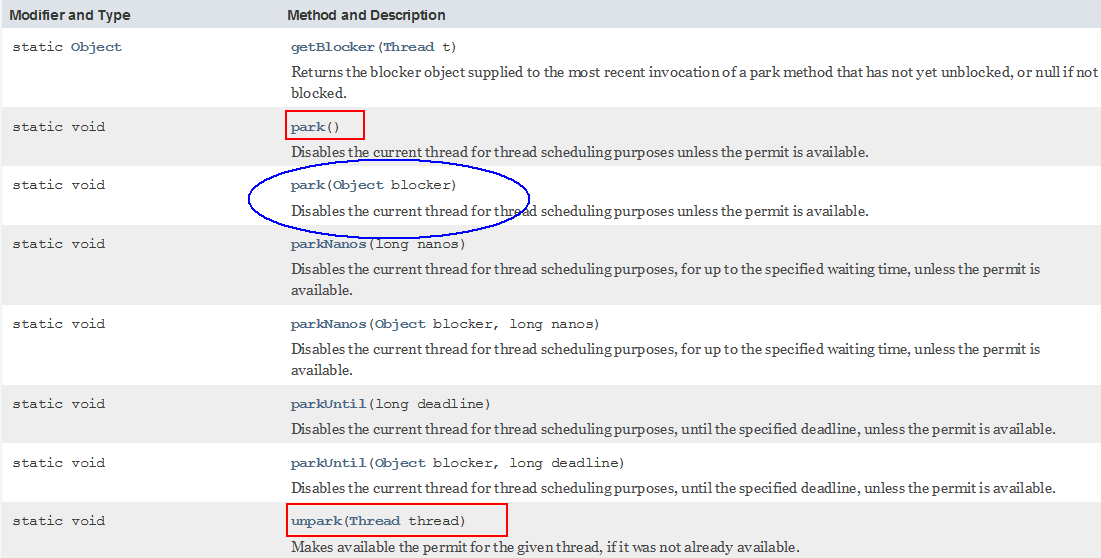 Modifier and Type Method and Description
static Object getBlocker(Thread t)
Returns the blocker object supplied to the most recent invocation of a park method that has not yet unblocked, or null if not
blocked.
static void park()
Disables the current thread for thread scheduling purposes unless the permit is available.
static void park(Object blocker)
Disables the current thread for thread scheduling purposes unless the permit is available.
static void parkNanos(long nanos)
Disables the current thread for thread scheduling purposes, for up to the specified waiting time, unless the permit is
available.
static void parkNanos(Object blocker, long nanos)
Disables the current thread for thread scheduling purposes, for up to the specified waiting time, unless the permit is
available.
static void parkUntil(long deadline)
Disables the current thread for thread scheduling purposes, until the specified deadline, unless the permit is available.
static void parkUntil(Object blocker, long deadline)
Disables the current thread for thread scheduling purposes, until the specified deadline, unless the permit is available.
static void unpark(Thread thread)
Makes available the permit for the given thread, if it was not already available.